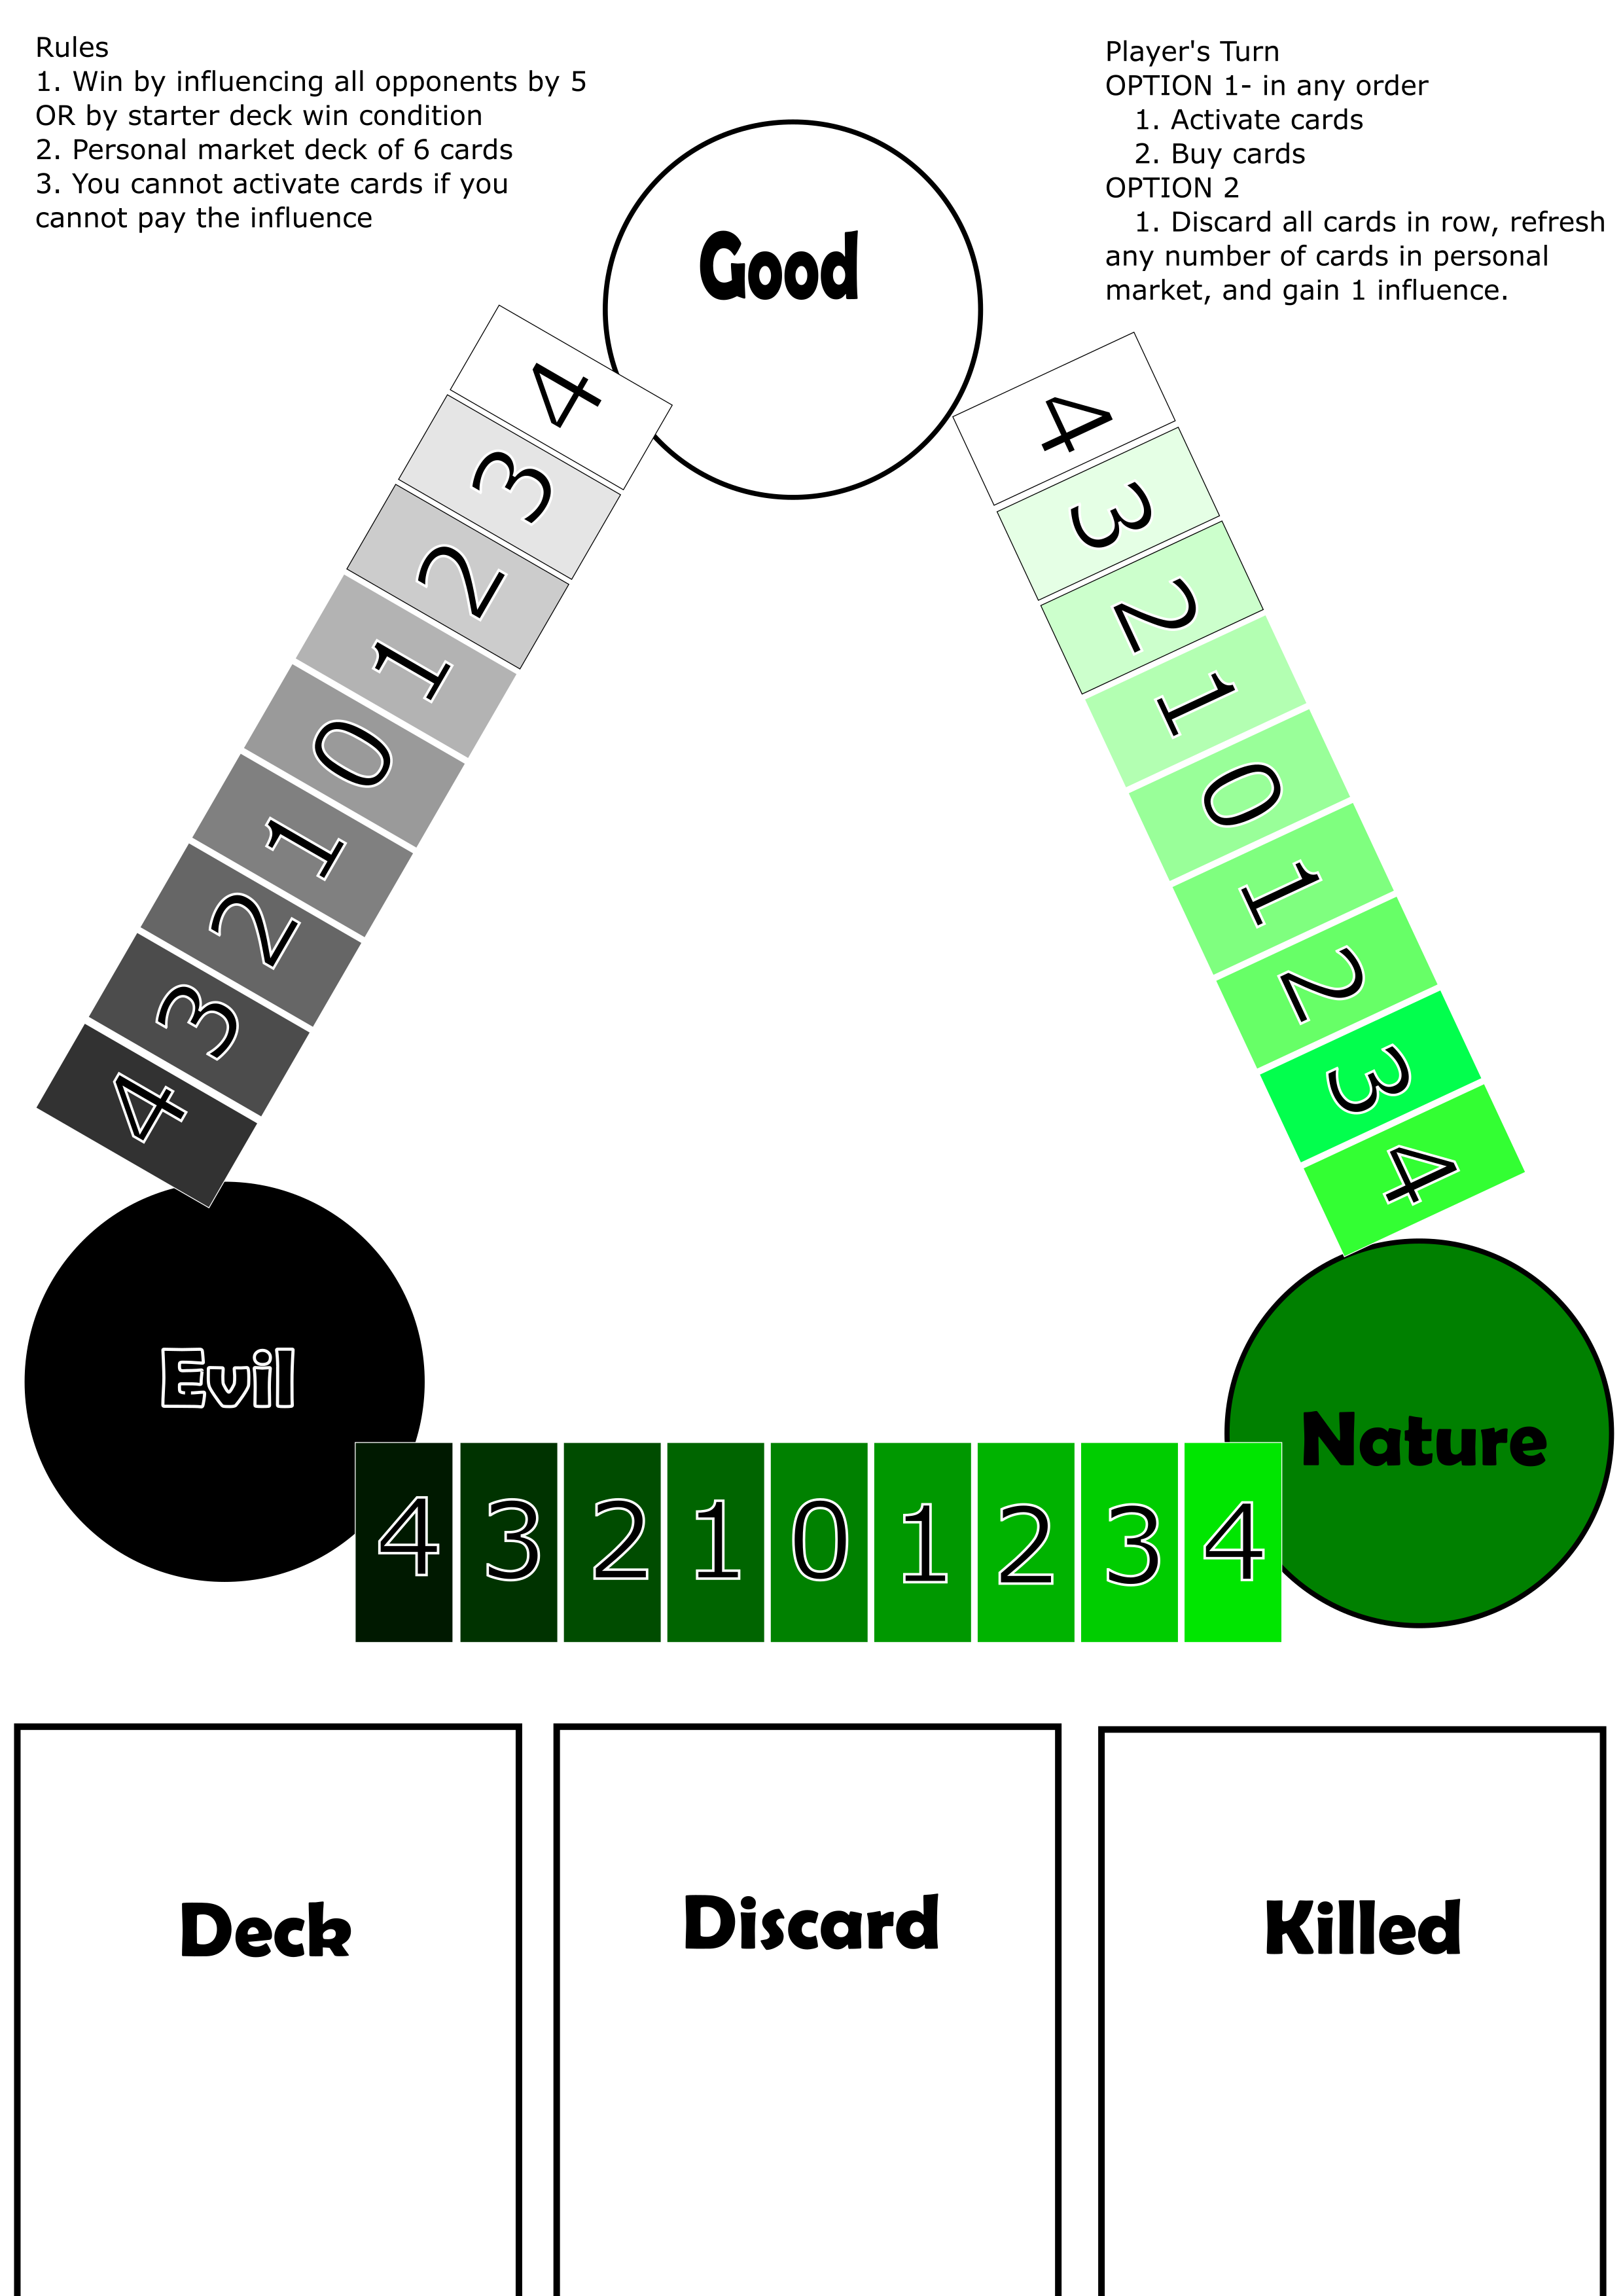 Rules
1. Win by influencing all opponents by 5
OR by starter deck win condition
2. Personal market deck of 6 cards
3. You cannot activate cards if you
cannot pay the influence
Player's Turn
OPTION 1- in any order
1. Activate cards
2. Buy cards
OPTION 2
1. Discard all cards in row, refresh
any number of cards in personal
market, and gain 1 influence.
Good
4
3
2
1
0
1
2
3
4
4
3
2
1
0
1
2
3
4
Evil
Nature
4 3 2 1 0 1 2 3 4
Deck
Discard
Killed